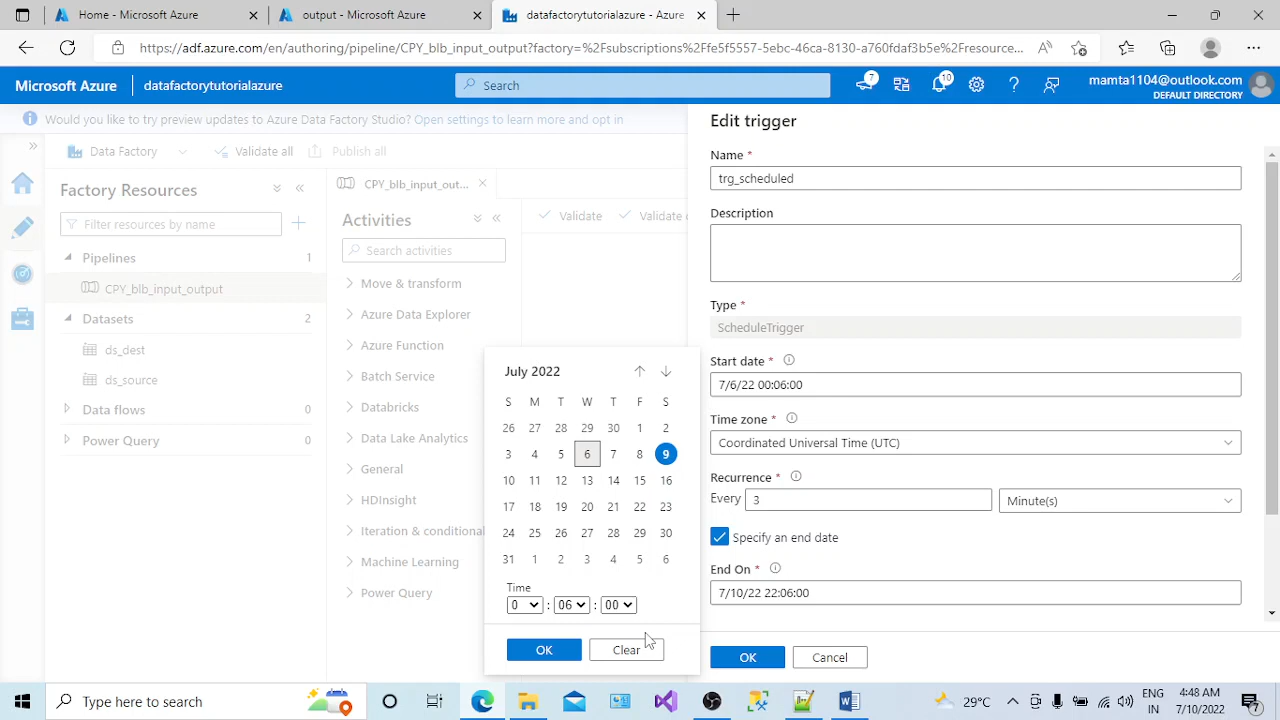 New tab - Microsoft Azure
New tab - Microsoft Azure
datafactorytutorialazure - Azure
https://adf.azure.com/en/authoring/pipeline/CPY_blb_input_output?factory=%2Fsubscriptions%2Ffe5f5557-5ebc-46ca-8130-a760fdaf3b5e%2Fresource...
Microsoft Azure
datafactorytutorialazure
Search
7
10
mamta1104@outlook.com
DEFAULT DIRECTORY
Would you like to try preview updates to Azure Data Factory Studio? Open settings to learn more and opt in
Data Factory
Validate all
Publish all
Factory Resources
Filter resources by name
Pipelines 1
CPY_blb_input_output
Datasets 2
ds_dest
ds_source
Data flows 0
Power Query 0
CPY_blb_input_out...
Activities
Validate
Search activities
Move & transform
Azure Data Explorer
Azure Function
Batch Service
Databricks
Data Lake Analytics
General
HDInsight
Iteration & conditional
Machine Learning
Power Query
July 2022
S M T W T F S
26 27 28 29 30 1 2
3 4 5 6 7 8 9
10 11 12 13 14 15 16
17 18 19 20 21 22 23
24 25 26 27 28 29 30
31 1 2 3 4 5 6
Time
0 : 06 : 00
OK
Clear
Edit trigger
Name *
trg_scheduled
Description
Type *
ScheduleTrigger
Start date *
7/6/22 00:06:00
Time zone *
Coordinated Universal Time (UTC)
Recurrence *
Every 3 Minute(s)
Specify an end date
End On *
7/10/22 22:06:00
OK
Cancel
Type here to search
29°C
ENG
IN
4:48 AM
7/10/2022
7